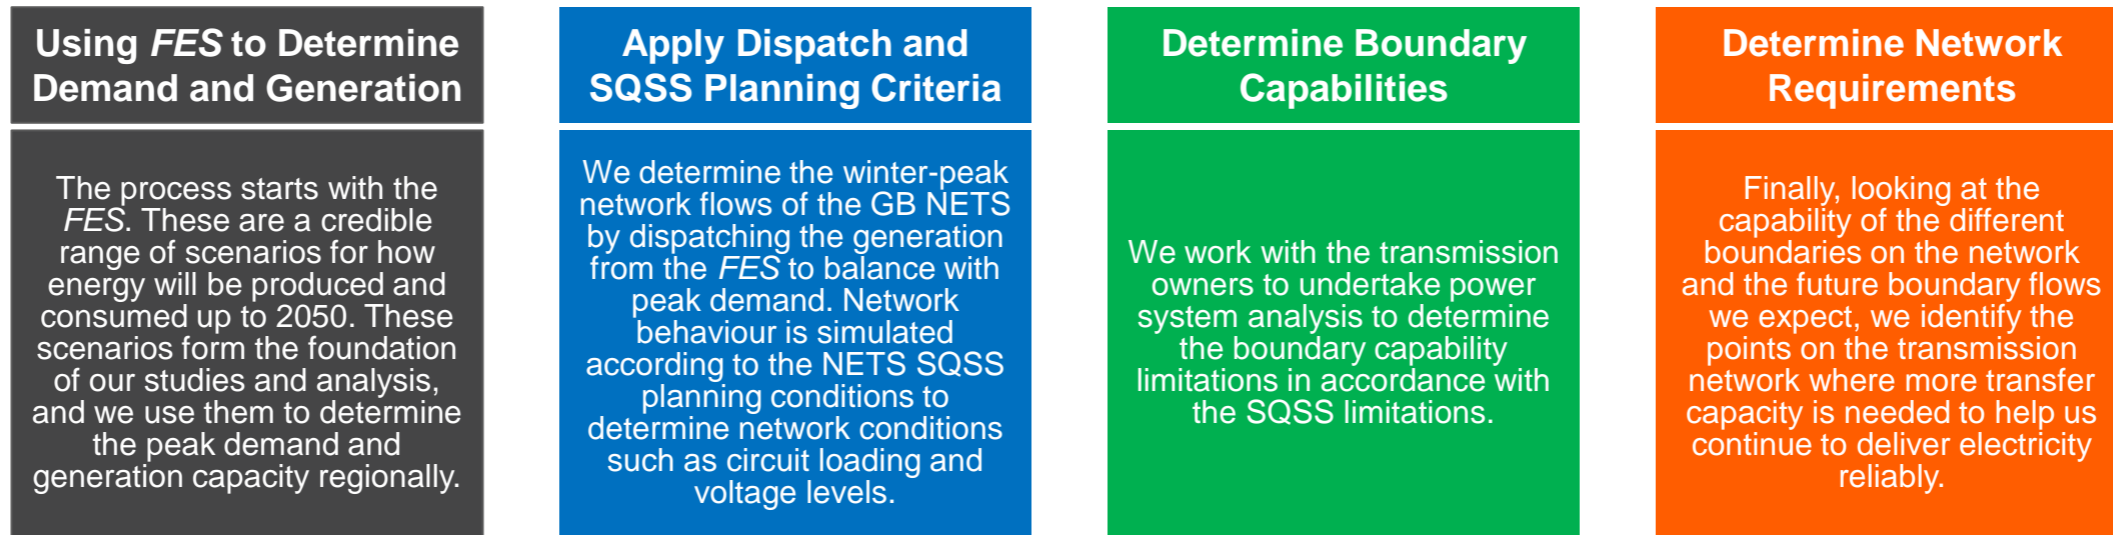 Using FES to Determine
Demand and Generation
The process starts with the
FES. These are a credible
range of scenarios for how
energy will be produced and
consumed up to 2050. These
scenarios form the foundation
of our studies and analysis,
and we use them to determine
the peak demand and
generation capacity regionally.
Apply Dispatch and
SQSS Planning Criteria
We determine the winter-peak
network flows of the GB NETS
by dispatching the generation
from the FES to balance with
peak demand. Network
behaviour is simulated
according to the NETS SQSS
planning conditions to
determine network conditions
such as circuit loading and
voltage levels.
Determine Boundary
Capabilities
We work with the transmission
owners to undertake power
system analysis to determine
the boundary capability
limitations in accordance with
the SQSS limitations.
Determine Network
Requirements
Finally, looking at the
capability of the different
boundaries on the network
and the future boundary flows
we expect, we identify the
points on the transmission
network where more transfer
capacity is needed to help us
continue to deliver electricity
reliably.